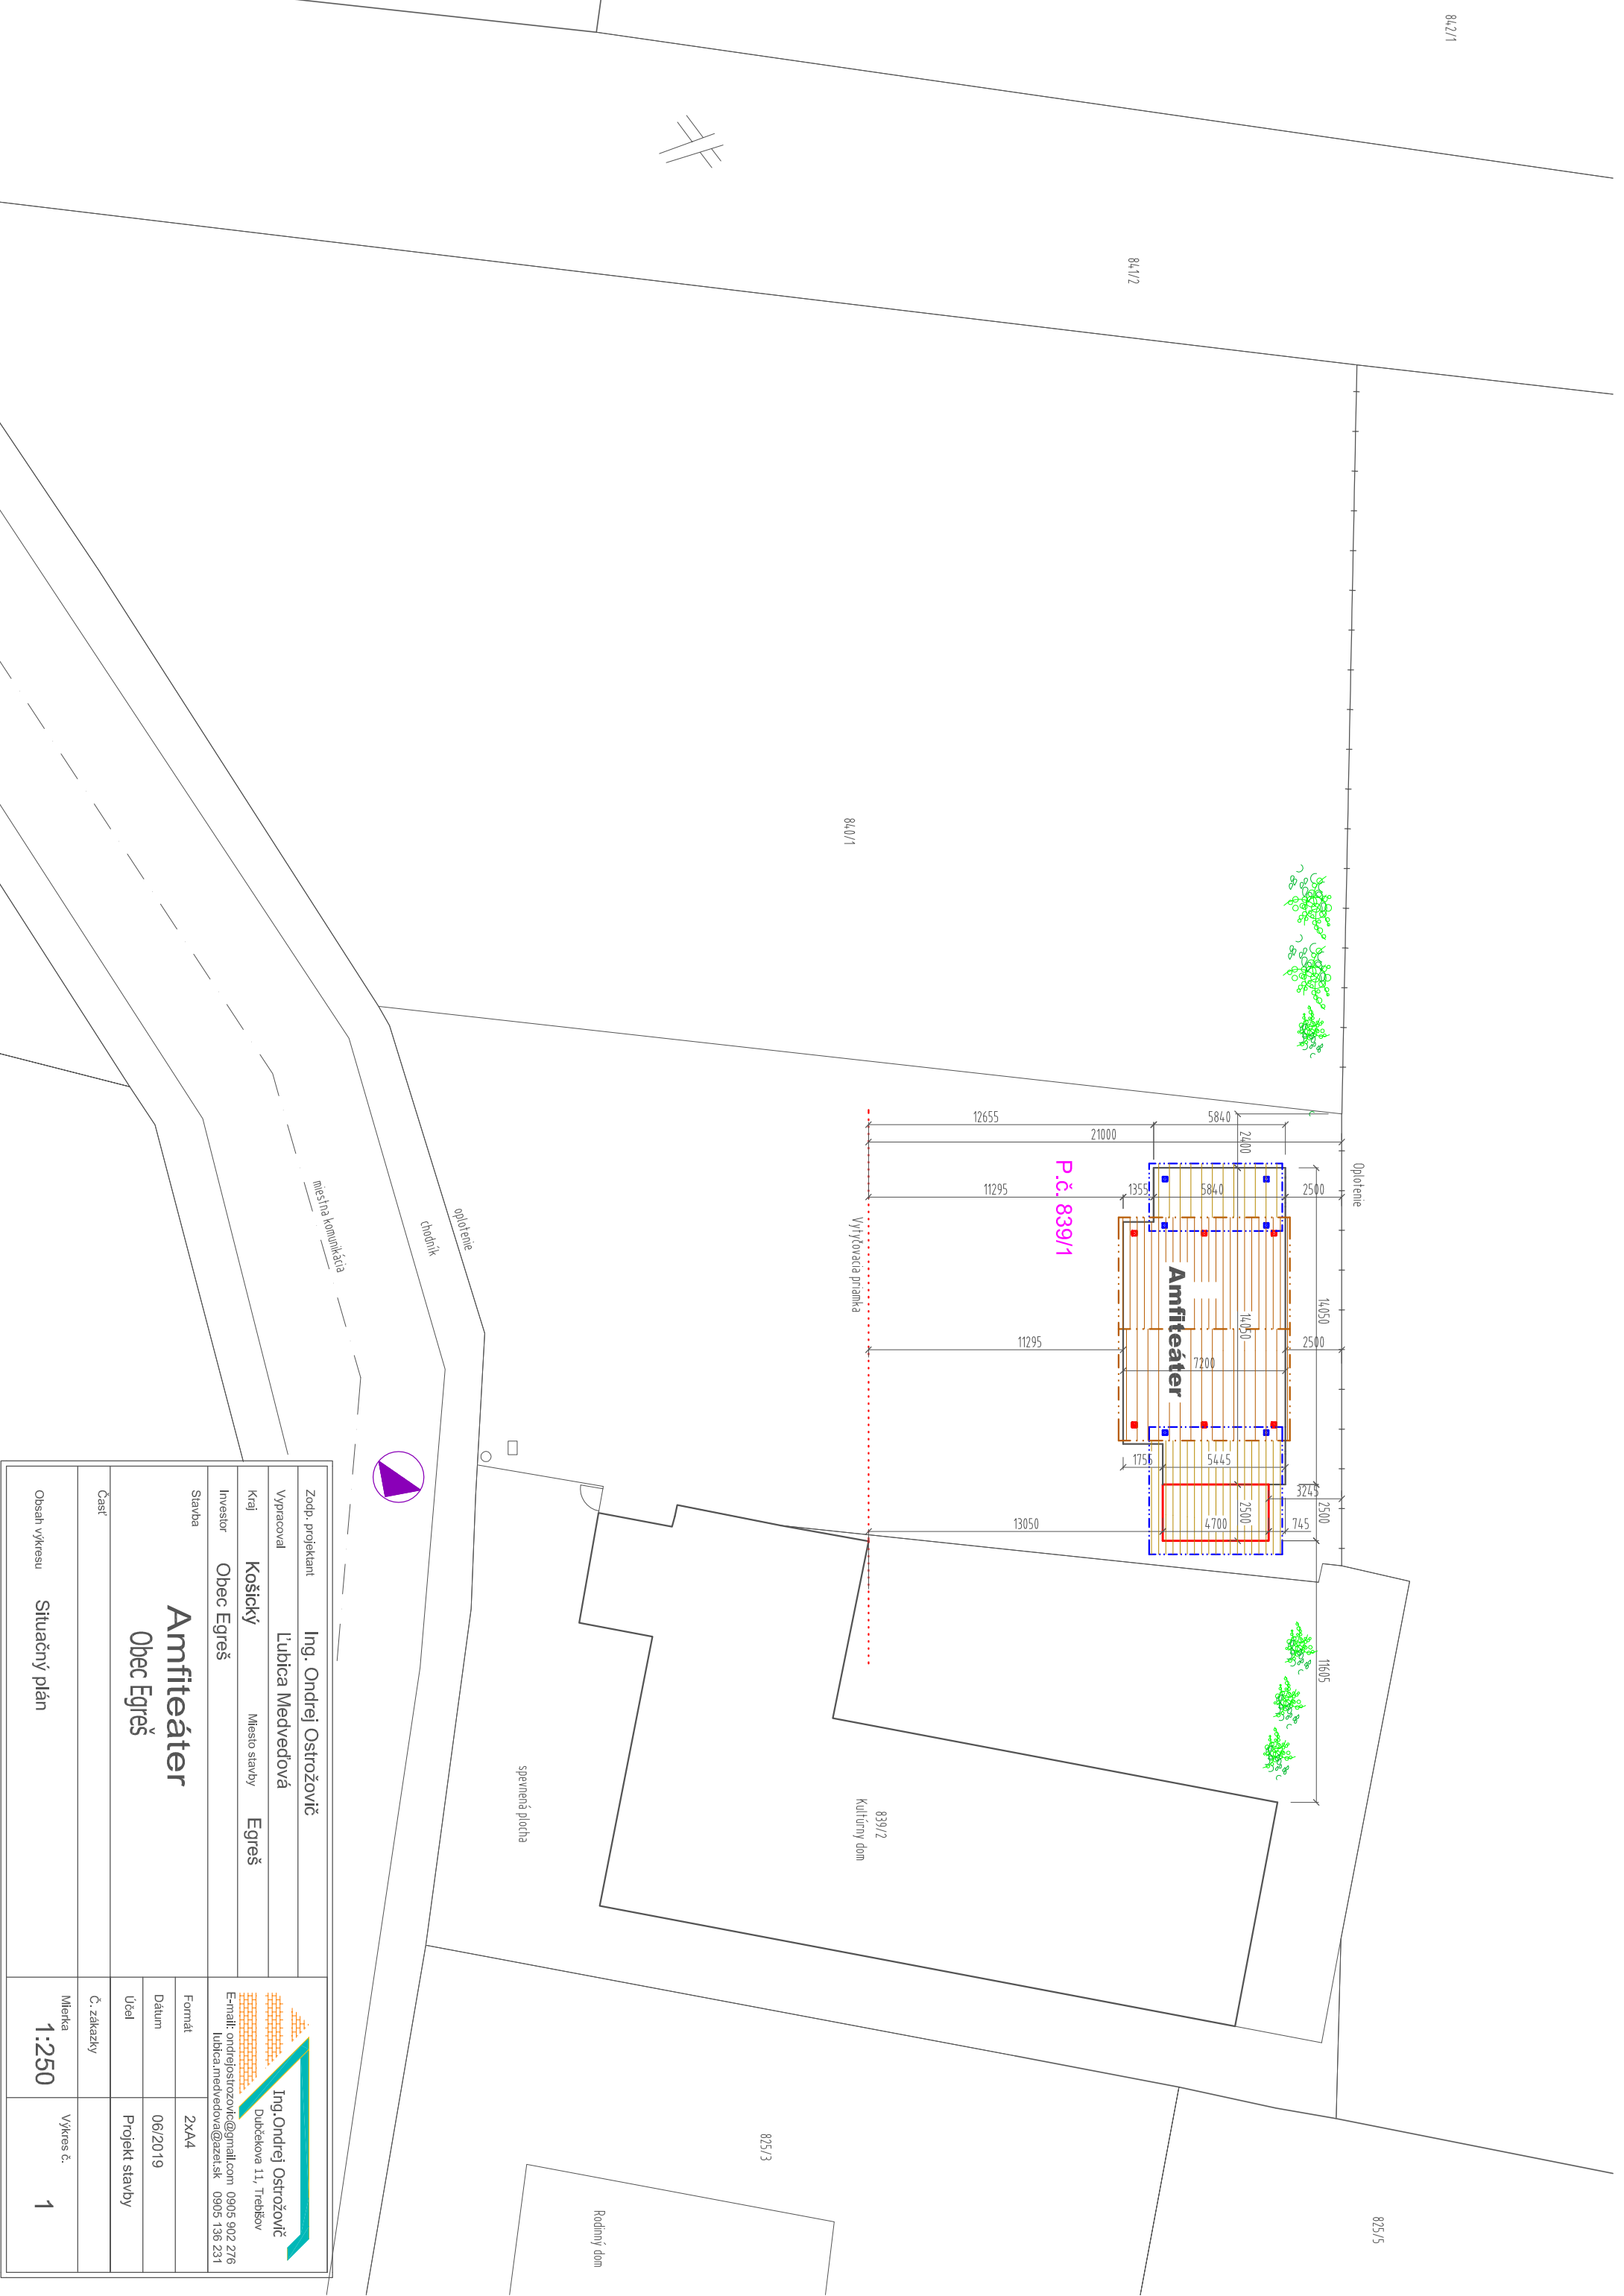 842/1
841/2
840/1
Oplotenie
12655
5840
21000
2400
11295
1355
5840
2500
P.č. 839/1
Vytyčovacia priamka
Amfiteáter
14050
14050
11295
7200
2500
1755
5445
3245
2500
2500
13050
4700
745
11605
oplotenie
chodník
miestna komunikácia
839/2
Kultúrny dom
spevnená plocha
825/3
825/5
Rodinný dom
Zodp. projektant Ing. Ondrej Ostrožovič
Vypracoval Ľubica Medveďová
Kraj Košický Miesto stavby Egreš
Investor Obec Egreš
Stavba
Amfiteáter
Obec Egreš
Časť
Obsah výkresu Situačný plán
Ing.Ondrej Ostrožovič
Dubčekova 11, Trebišov
E-mail: ondrejostrozovic@gmail.com 0905 902 276
lubica.medvedova@azet.sk 0905 136 231
Formát 2xA4
Dátum 06/2019
Účel Projekt stavby
Č. zákazky
Mierka 1:250
Výkres č. 1